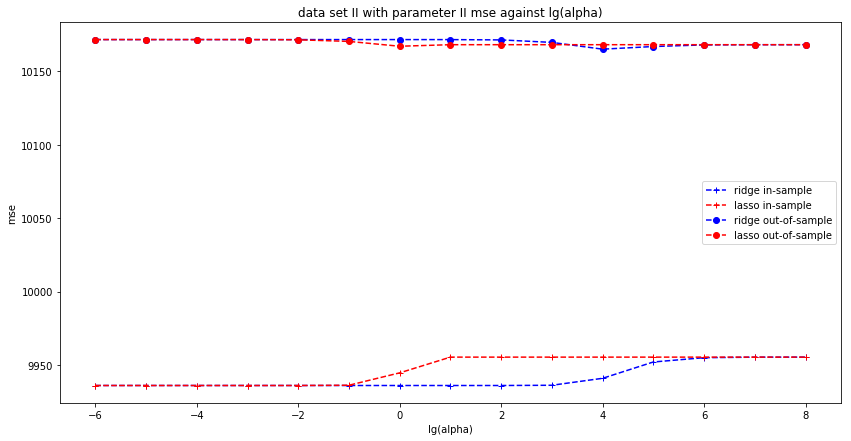 data set II with parameter II mse against lg(alpha)
10150
10100
10050
10000
9950
mse
ridge in-sample
lasso in-sample
ridge out-of-sample
lasso out-of-sample
−6
−4
−2
0
2
4
6
8
lg(alpha)